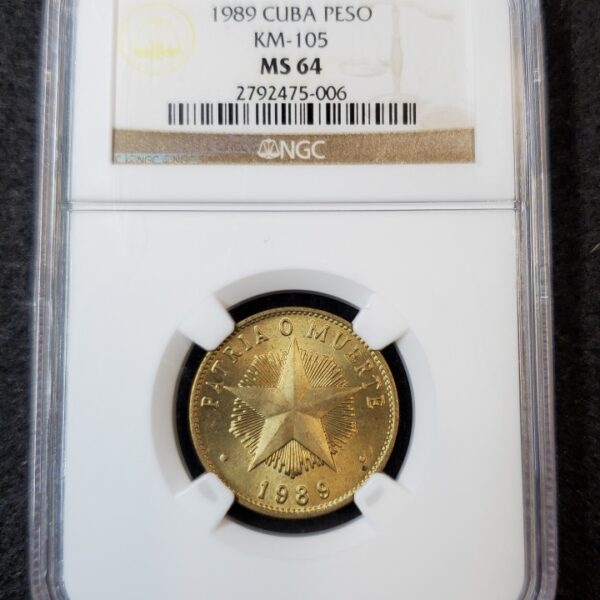 1989 CUBA PESO
KM-105
MS 64
2792475-006
NGC
PATRIA O MUERTE
1989